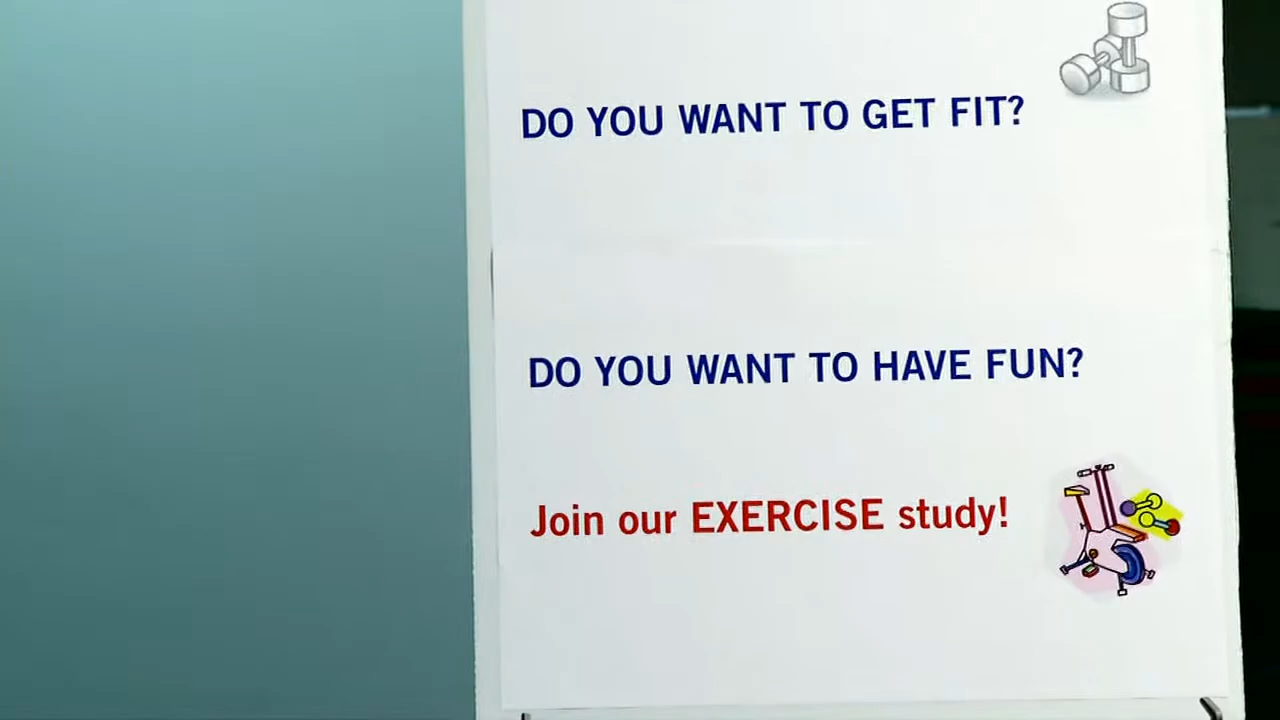 DO YOU WANT TO GET FIT?
DO YOU WANT TO HAVE FUN?
Join our EXERCISE study!